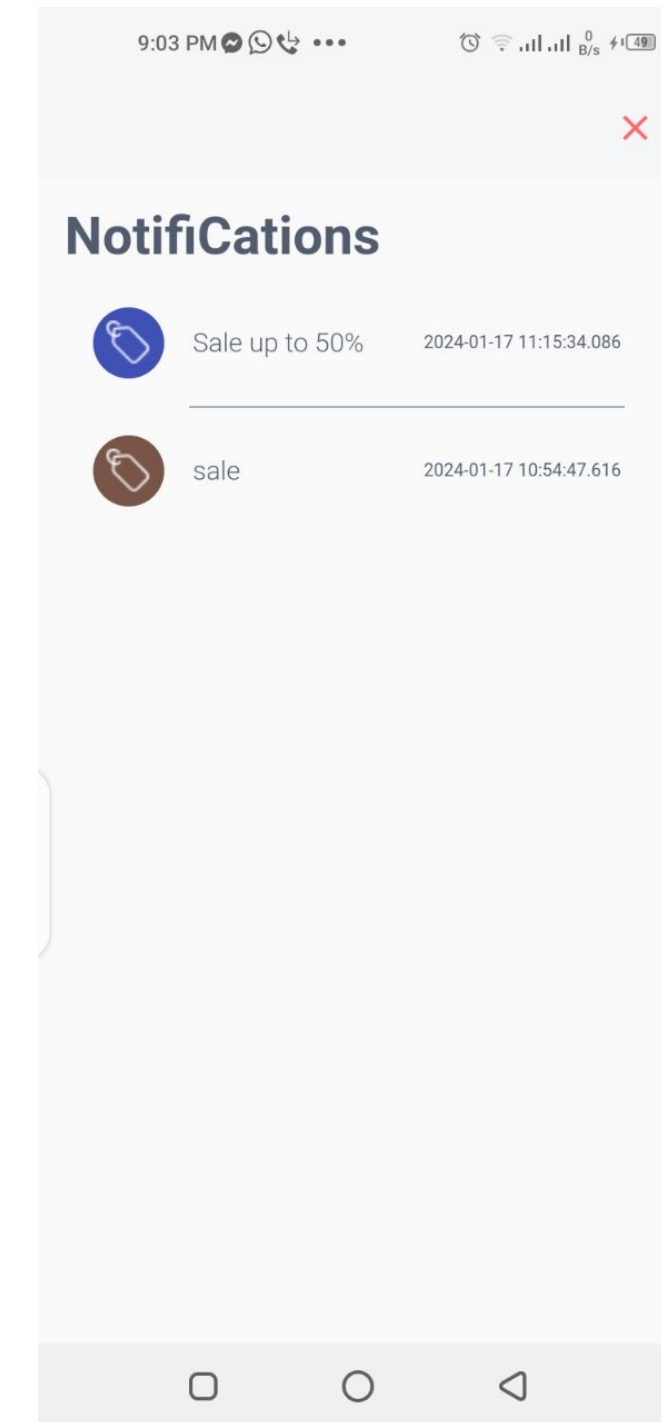 9:03 PM 0 B/s 49
NotifiCations
Sale up to 50% 2024-01-17 11:15:34.086
sale 2024-01-17 10:54:47.616